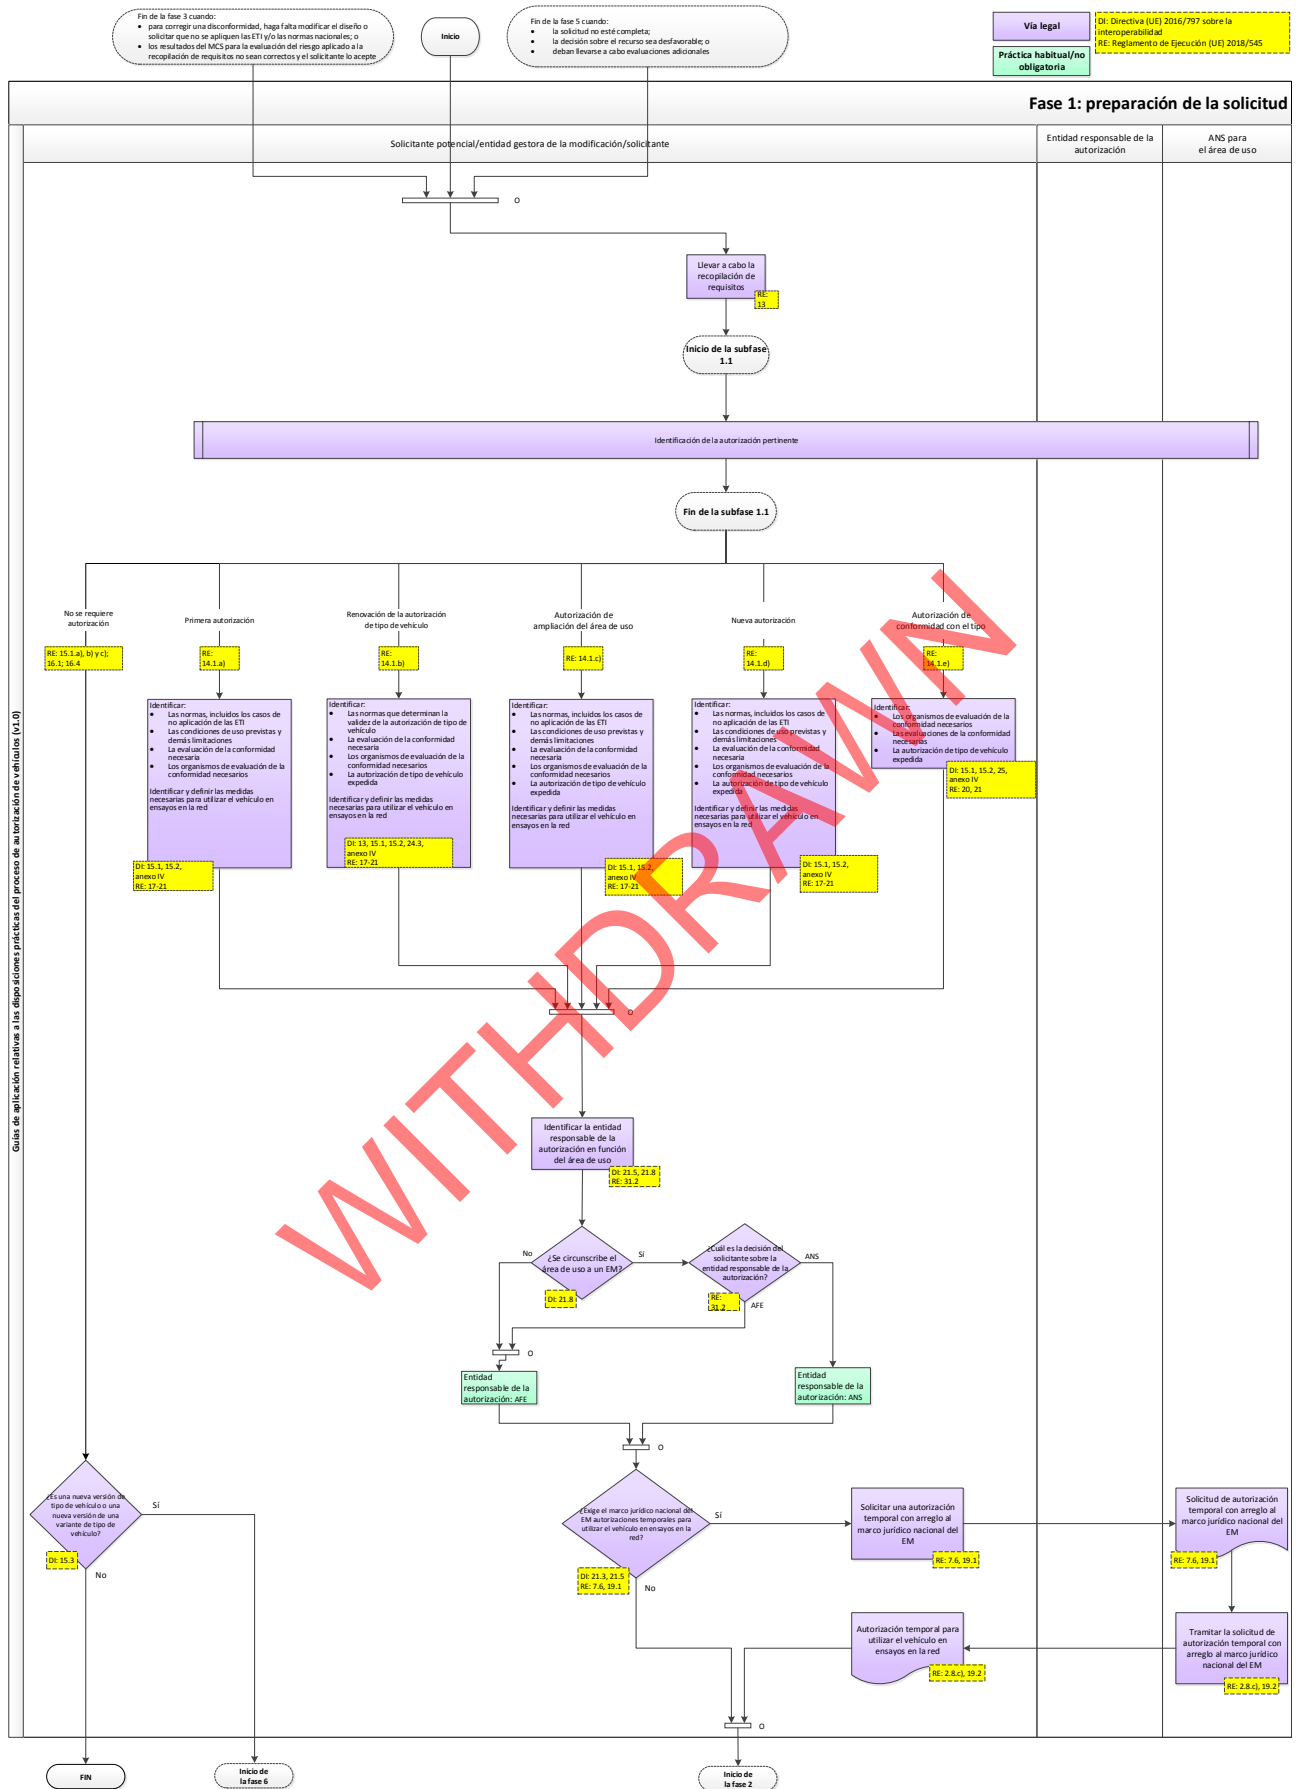 Fin de la fase 3 cuando:
• para corregir una disconformidad, haga falta modificar el diseño o
solicitar que no se apliquen las ETI y/o las normas nacionales; o
• los resultados del MCS para la evaluación del riesgo aplicado a la
recopilación de requisitos no sean correctos y el solicitante lo acepte
Inicio
Fin de la fase 5 cuando:
• la solicitud no esté completa;
• la decisión sobre el recurso sea desfavorable; o
• deban llevarse a cabo evaluaciones adicionales
Vía legal
Práctica habitual/no
obligatoria
DI: Directiva (UE) 2016/797 sobre la
interoperabilidad
RE: Reglamento de Ejecución (UE) 2018/545
Fase 1: preparación de la solicitud
Guías de aplicación relativas a las disposiciones prácticas del proceso de autorización de vehículos (v1.0)
Solicitante potencial/entidad gestora de la modificación/solicitante
Entidad responsable de la
autorización
ANS para
el área de uso
O
Llevar a cabo la
recopilación de
requisitos
RE:
13
Inicio de la subfase
1.1
Identificación de la autorización pertinente
Fin de la subfase 1.1
No se requiere
autorización
RE: 15.1.a), b) y c);
16.1; 16.4
Primera autorización
RE:
14.1.a)
Renovación de la autorización
de tipo de vehículo
RE:
14.1.b)
Autorización de
ampliación del área de uso
RE: 14.1.c)
Nueva autorización
RE:
14.1.d)
Autorización de
conformidad con el tipo
RE:
14.1.e)
Identificar:
• Las normas, incluidos los casos de
no aplicación de las ETI
• Las condiciones de uso previstas y
demás limitaciones
• La evaluación de la conformidad
necesaria
• Los organismos de evaluación de la
conformidad necesarios
Identificar y definir las medidas
necesarias para utilizar el vehículo en
ensayos en la red
DI: 15.1, 15.2,
anexo IV
RE: 17-21
Identificar:
• Las normas que determinan la
validez de la autorización de tipo de
vehículo
• La evaluación de la conformidad
necesaria
• Los organismos de evaluación de la
conformidad necesarios
• La autorización de tipo de vehículo
expedida
Identificar y definir las medidas
necesarias para utilizar el vehículo en
ensayos en la red
DI: 13, 15.1, 15.2, 24.3,
anexo IV
RE: 17-21
Identificar:
• Las normas, incluidos los casos de
no aplicación de las ETI
• Las condiciones de uso previstas y
demás limitaciones
• La evaluación de la conformidad
necesaria
• Los organismos de evaluación de la
conformidad necesarios
• La autorización de tipo de vehículo
expedida
Identificar y definir las medidas
necesarias para utilizar el vehículo en
ensayos en la red
DI: 15.1, 15.2,
anexo IV
RE: 17-21
Identificar:
• Las normas, incluidos los casos de
no aplicación de las ETI
• Las condiciones de uso previstas y
demás limitaciones
• La evaluación de la conformidad
necesaria
• Los organismos de evaluación de la
conformidad necesarios
• La autorización de tipo de vehículo
expedida
Identificar y definir las medidas
necesarias para utilizar el vehículo en
ensayos en la red
DI: 15.1, 15.2,
anexo IV
RE: 17-21
Identificar:
• Los organismos de evaluación de la
conformidad necesarios
• Las evaluaciones de la conformidad
necesarias
• La autorización de tipo de vehículo
expedida
DI: 15.1, 15.2, 25,
anexo IV
RE: 20, 21
O
WITHDRAWN
Identificar la entidad
responsable de la
autorización en función
del área de uso
DI: 21.5, 21.8
RE: 31.2
No
¿Se circunscribe el
área de uso a un EM?
Sí
DI: 21.8
¿Cuál es la decisión del
solicitante sobre la
entidad responsable de la
autorización?
ANS
RE:
31.2
AFE
O
Entidad
responsable de la
autorización: AFE
Entidad
responsable de la
autorización: ANS
O
¿Es una nueva versión de
tipo de vehículo o una
nueva versión de una
variante de tipo de
vehículo?
Sí
DI: 15.3
No
¿Exige el marco jurídico nacional del
EM autorizaciones temporales para
utilizar el vehículo en ensayos en la
red?
Sí
DI: 21.3, 21.5
RE: 7.6, 19.1
No
Solicitar una autorización
temporal con arreglo al
marco jurídico nacional del
EM
RE: 7.6, 19.1
Solicitud de autorización
temporal con arreglo al
marco jurídico nacional del
EM
RE: 7.6, 19.1
Autorización temporal para
utilizar el vehículo en
ensayos en la red
RE: 2.8.c), 19.2
Tramitar la solicitud de
autorización temporal con
arreglo al marco jurídico
nacional del EM
RE: 2.8.c), 19.2
O
FIN
Inicio de
la fase 6
Inicio de
la fase 2